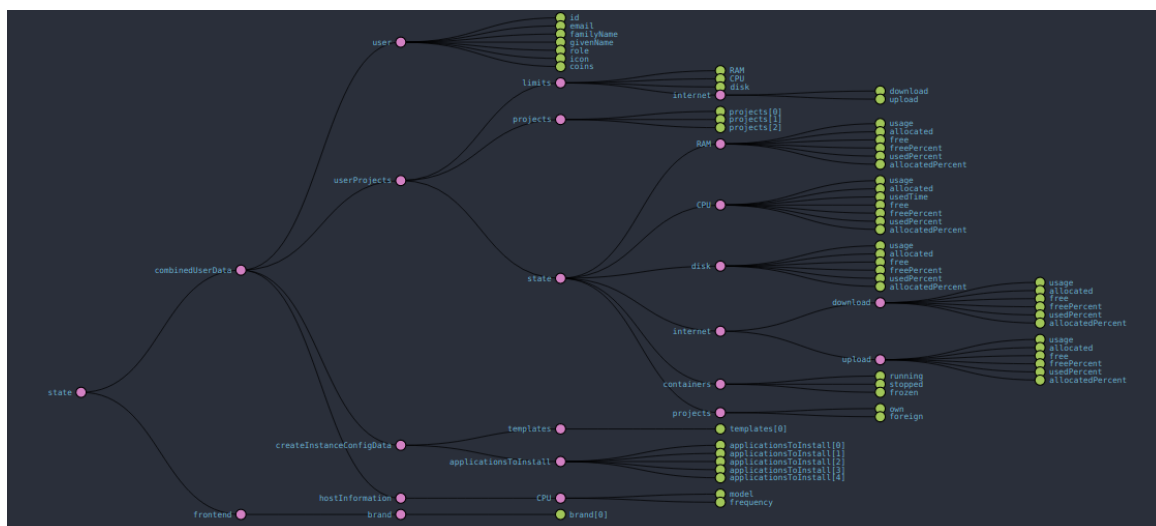 id
email
familyName
user
givenName
role
icon
coins
RAM
limits
CPU
disk
internet
download
upload
projects[0]
projects
projects[1]
projects[2]
usage
allocated
RAM
free
freePercent
usedPercent
allocatedPercent
userProjects
usage
allocated
usedTime
CPU
free
freePercent
usedPercent
allocatedPercent
usage
allocated
disk
free
freePercent
usedPercent
allocatedPercent
combinedUserData
state
download
usage
allocated
free
freePercent
usedPercent
allocatedPercent
internet
upload
usage
allocated
free
freePercent
usedPercent
allocatedPercent
containers
running
stopped
frozen
state
projects
own
foreign
templates
templates[0]
createInstanceConfigData
applicationsToInstall
applicationsToInstall[0]
applicationsToInstall[1]
applicationsToInstall[2]
applicationsToInstall[3]
applicationsToInstall[4]
hostInformation
CPU
model
frequency
frontend
brand
brand[0]